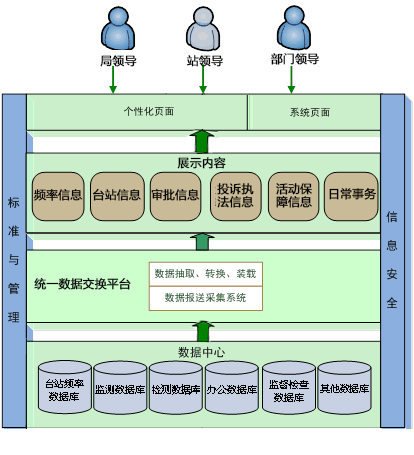 局领导
站领导
部门领导
个性化页面
系统页面
展示内容
频率信息
台站信息
审批信息
投诉执
法信息
活动保
障信息
日常事务
标准与管理
信息安全
统一数据交换平台
数据抽取、转换、装载
数据报送采集系统
数据中心
台站频率
数据库
监测数据库
检测数据库
办公数据库
监督检查
数据库
其他数据库